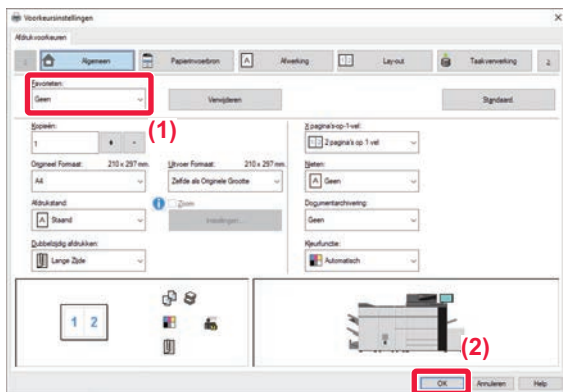 Voorkeursinstellingen
Afdrukvoorkeuren
Algemeen Papierinvoerbron Afwerking Lay-out Taakverwerking
Favorieten:
Geen Verwijderen Standaard
(1)
Kopieën: X pagina's-op-1-vel:
1 + - 2 pagina's op 1 vel
Origineel Formaat: 210 x 297 mm. Uitvoer Formaat: 210 x 297 mm. Nieten:
A4 Zelfde als Originele Grootte Geen
Afdrukstand: Zoom Documentarchivering:
Staand Instellingen... Geen
Dubbelzijdig afdrukken: Kleurfunctie:
Lange Zijde Automatisch
1 2
(2)
OK Annuleren Help